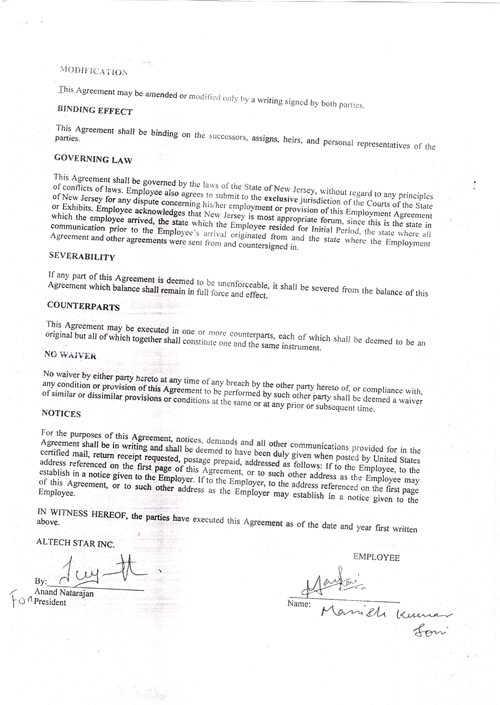 MODIFICATION
This Agreement may be amended or modified only by a writing signed by both parties.
BINDING EFFECT
This Agreement shall be binding on the successors, assigns, heirs, and personal representatives of the
parties.
GOVERNING LAW
This Agreement shall be governed by the laws of the State of New Jersey, without regard to any principles
of conflicts of laws. Employee also agrees to submit to the exclusive jurisdiction of the Courts of the State
of New Jersey for any dispute concerning his/her employment or provision of this Employment Agreement
or Exhibits. Employee acknowledges that New Jersey is most appropriate forum, since this is the state in
which the employee arrived, the state which the Employee resided for Initial Period, the state where all
communication prior to the Employee's arrival originated from and the state where the Employment
Agreement and other agreements were sent from and countersigned in.
SEVERABILITY
If any part of this Agreement is deemed to be unenforceable, it shall be severed from the balance of this
Agreement which balance shall remain in full force and effect.
COUNTERPARTS
This Agreement may be executed in one or more counterparts, each of which shall be deemed to be an
original but all of which together shall constitute one and the same instrument.
NO WAIVER
No waiver by either party hereto at any time of any breach by the other party hereto of, or compliance with,
any condition or provision of this Agreement to be performed by such other party shall be deemed a waiver
of similar or dissimilar provisions or conditions at the same or at any prior or subsequent time.
NOTICES
For the purposes of this Agreement, notices, demands and all other communications provided for in the
Agreement shall be in writing and shall be deemed to have been duly given when posted by United States
certified mail, return receipt requested, postage prepaid, addressed as follows: If to the Employee, to the
address referenced on the first page of this Agreement, or to such other address as the Employee may
establish in a notice given to the Employer. If to the Employer, to the address referenced on the first page
of this Agreement, or to such other address as the Employer may establish in a notice given to the
Employee.
IN WITNESS HEREOF, the parties have executed this Agreement as of the date and year first written
above.
ALTECH STAR INC.
EMPLOYEE
By:
Anand Natarajan
For President
Name: Manish Kumar
Soni